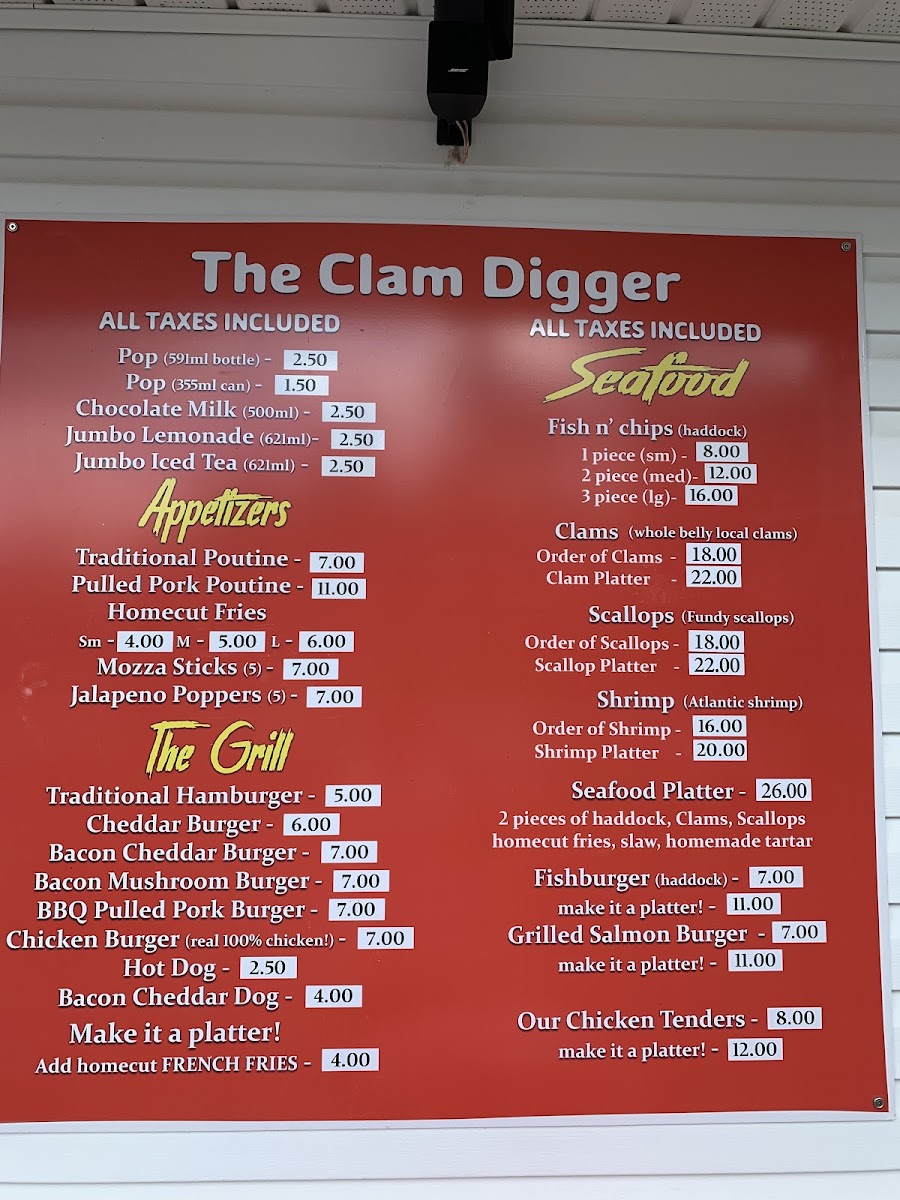 BOSE
The Clam Digger
ALL TAXES INCLUDED
Pop (591ml bottle) - 2.50
Pop (355ml can) - 1.50
Chocolate Milk (500ml) - 2.50
Jumbo Lemonade (621ml)- 2.50
Jumbo Iced Tea (621ml) - 2.50
Appetizers
Traditional Poutine - 7.00
Pulled Pork Poutine - 11.00
Homecut Fries
Sm - 4.00 M - 5.00 L - 6.00
Mozza Sticks (5) - 7.00
Jalapeno Poppers (5) - 7.00
The Grill
Traditional Hamburger - 5.00
Cheddar Burger - 6.00
Bacon Cheddar Burger - 7.00
Bacon Mushroom Burger - 7.00
BBQ Pulled Pork Burger - 7.00
Chicken Burger (real 100% chicken!) - 7.00
Hot Dog - 2.50
Bacon Cheddar Dog - 4.00
Make it a platter!
Add homecut FRENCH FRIES - 4.00
ALL TAXES INCLUDED
Seafood
Fish n' chips (haddock)
1 piece (sm) - 8.00
2 piece (med)- 12.00
3 piece (lg)- 16.00
Clams (whole belly local clams)
Order of Clams - 18.00
Clam Platter - 22.00
Scallops (Fundy scallops)
Order of Scallops - 18.00
Scallop Platter - 22.00
Shrimp (Atlantic shrimp)
Order of Shrimp - 16.00
Shrimp Platter - 20.00
Seafood Platter - 26.00
2 pieces of haddock, Clams, Scallops
homecut fries, slaw, homemade tartar
Fishburger (haddock) - 7.00
make it a platter! - 11.00
Grilled Salmon Burger - 7.00
make it a platter! - 11.00
Our Chicken Tenders - 8.00
make it a platter! - 12.00